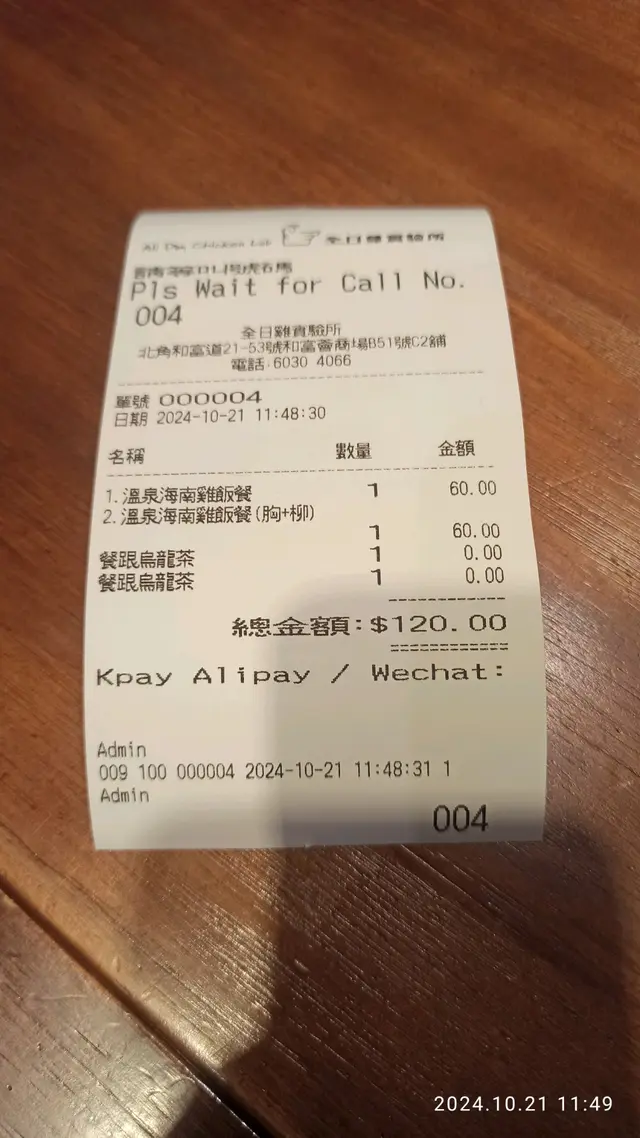 All Day Chicken Lab 全日雞實驗所
Pls Wait for Call No.
004
全日雞實驗所
北角和富道21-53號和富薈商場B51號C2鋪
電話:6030 4066
單號 000004
日期 2024-10-21 11:48:30
名稱 數量 金額
1. 溫泉海南雞飯餐 1 60.00
2. 溫泉海南雞飯餐(胸+柳)
1 60.00
餐跟烏龍茶 1 0.00
餐跟烏龍茶 1 0.00
總金額:$120.00
Kpay Alipay / Wechat:
Admin
009 100 000004 2024-10-21 11:48:31 1
Admin
004
2024.10.21 11:49